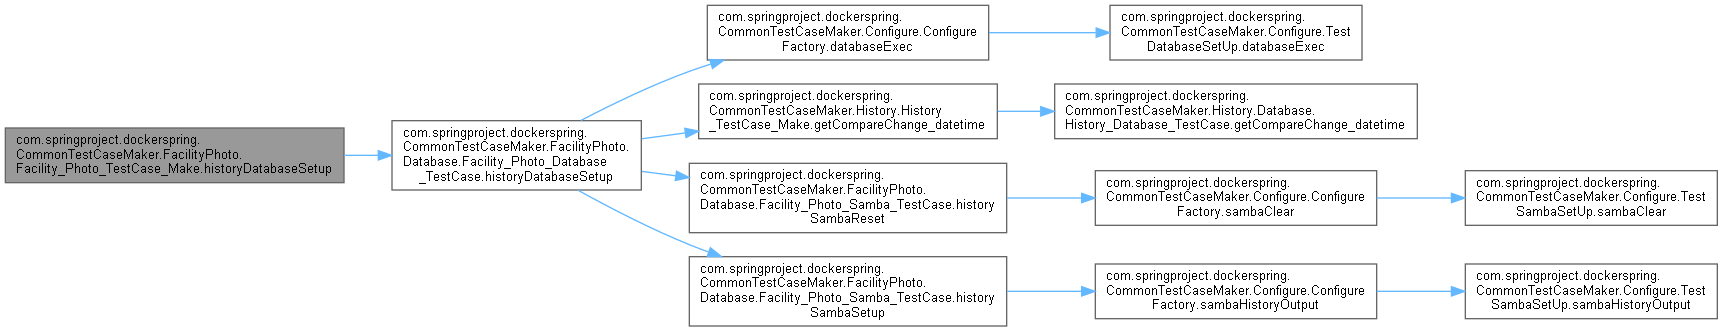 com.springproject.dockerspring.
CommonTestCaseMaker.FacilityPhoto.
Facility_Photo_TestCase_Make.historyDatabaseSetup
com.springproject.dockerspring.
CommonTestCaseMaker.FacilityPhoto.
Database.Facility_Photo_Database
_TestCase.historyDatabaseSetup
com.springproject.dockerspring.
CommonTestCaseMaker.Configure.Configure
Factory.databaseExec
com.springproject.dockerspring.
CommonTestCaseMaker.Configure.Test
DatabaseSetUp.databaseExec
com.springproject.dockerspring.
CommonTestCaseMaker.History.History
_TestCase_Make.getCompareChange_datetime
com.springproject.dockerspring.
CommonTestCaseMaker.History.Database.
History_Database_TestCase.getCompareChange_datetime
com.springproject.dockerspring.
CommonTestCaseMaker.FacilityPhoto.
Database.Facility_Photo_Samba_TestCase.history
SambaReset
com.springproject.dockerspring.
CommonTestCaseMaker.Configure.Configure
Factory.sambaClear
com.springproject.dockerspring.
CommonTestCaseMaker.Configure.Test
SambaSetUp.sambaClear
com.springproject.dockerspring.
CommonTestCaseMaker.FacilityPhoto.
Database.Facility_Photo_Samba_TestCase.history
SambaSetup
com.springproject.dockerspring.
CommonTestCaseMaker.Configure.Configure
Factory.sambaHistoryOutput
com.springproject.dockerspring.
CommonTestCaseMaker.Configure.Test
SambaSetUp.sambaHistoryOutput